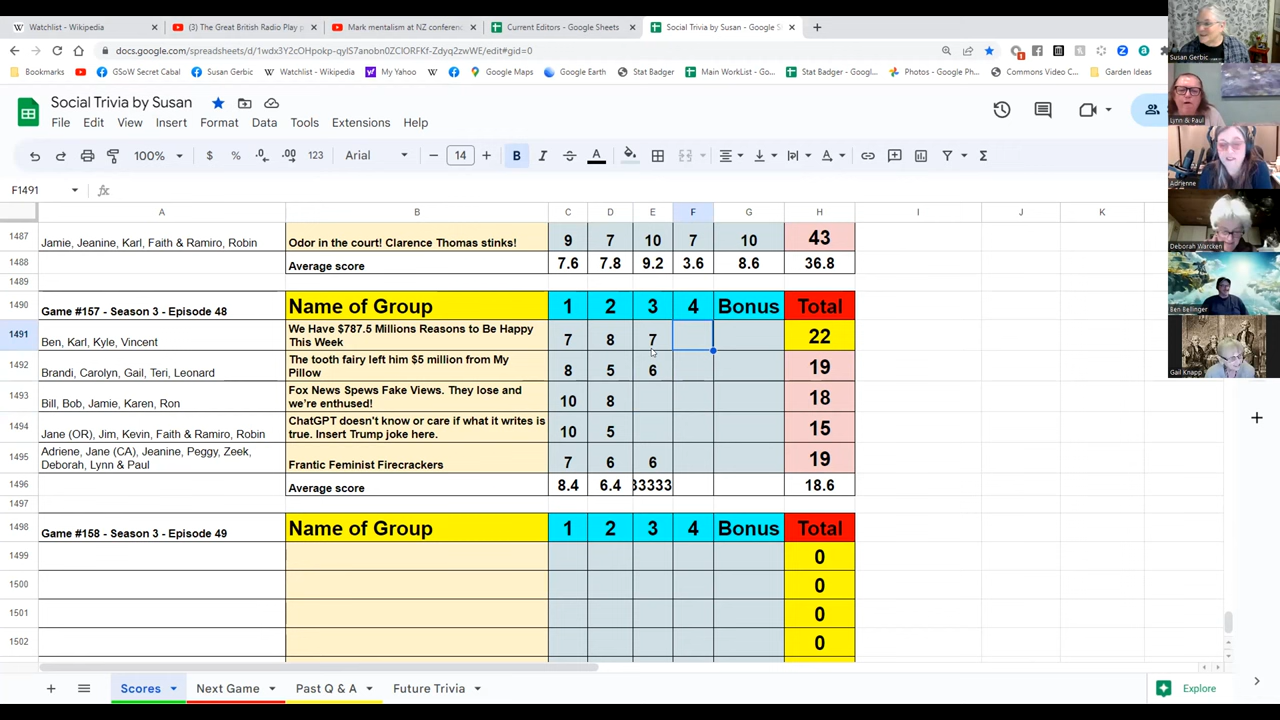 Watchlist - Wikipedia
(3) The Great British Radio Play p
Mark mentalism at NZ conferenc
Current Editors - Google Sheets
Social Trivia by Susan - Google S
docs.google.com/spreadsheets/d/1wdx3Y2cOHpokp-qylS7anobn0ZClORFKf-Zdyq2zwWE/edit#gid=0
Bookmarks GSoW Secret Cabal Susan Gerbic Watchlist - Wikipedia My Yahoo Google Maps Google Earth Stat Badger Main WorkList - Go... Stat Badger - Goog... Photos - Google Ph... Commons Video C... Garden Ideas
Social Trivia by Susan
File Edit View Insert Format Data Tools Extensions Help
100% $ % .0 .00 123 Arial 14 B I A
F1491 fx
A B C D E F G H I J K
1487 Jamie, Jeanine, Karl, Faith & Ramiro, Robin Odor in the court! Clarence Thomas stinks! 9 7 10 7 10 43
1488 Average score 7.6 7.8 9.2 3.6 8.6 36.8
1489
1490 Game #157 - Season 3 - Episode 48 Name of Group 1 2 3 4 Bonus Total
1491 Ben, Karl, Kyle, Vincent We Have $787.5 Millions Reasons to Be Happy
This Week 7 8 7 22
1492 Brandi, Carolyn, Gail, Teri, Leonard The tooth fairy left him $5 million from My
Pillow 8 5 6 19
1493 Bill, Bob, Jamie, Karen, Ron Fox News Spews Fake Views. They lose and
we're enthused! 10 8 18
1494 Jane (OR), Jim, Kevin, Faith & Ramiro, Robin ChatGPT doesn't know or care if what it writes is
true. Insert Trump joke here. 10 5 15
1495 Adriene, Jane (CA), Jeanine, Peggy, Zeek,
Deborah, Lynn & Paul Frantic Feminist Firecrackers 7 6 6 19
1496 Average score 8.4 6.4 33333 18.6
1497
1498 Game #158 - Season 3 - Episode 49 Name of Group 1 2 3 4 Bonus Total
1499 0
1500 0
1501 0
1502 0
Scores Next Game Past Q & A Future Trivia
Explore
Susan Gerbic
Lynn & Paul
Adrienne
Deborah Warcken
Ben Bellinger
Gail Knapp